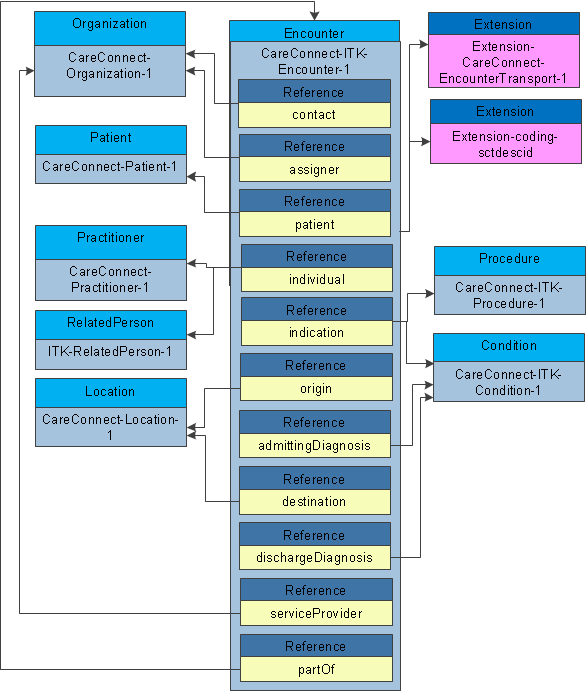 Organization
CareConnect-
Organization-1
Patient
CareConnect-Patient-1
Practitioner
CareConnect-
Practitioner-1
RelatedPerson
ITK-RelatedPerson-1
Location
CareConnect-Location-
1
Encounter
CareConnect-ITK-
Encounter-1
Reference
contact
Reference
assigner
Reference
patient
Reference
individual
Reference
indication
Reference
origin
Reference
admittingDiagnosis
Reference
destination
Reference
dischargeDiagnosis
Reference
serviceProvider
Reference
partOf
Extension
Extension-
CareConnect-
EncounterTransport-1
Extension
Extension-coding-
sctdescid
Procedure
CareConnect-ITK-
Procedure-1
Condition
CareConnect-ITK-
Condition-1